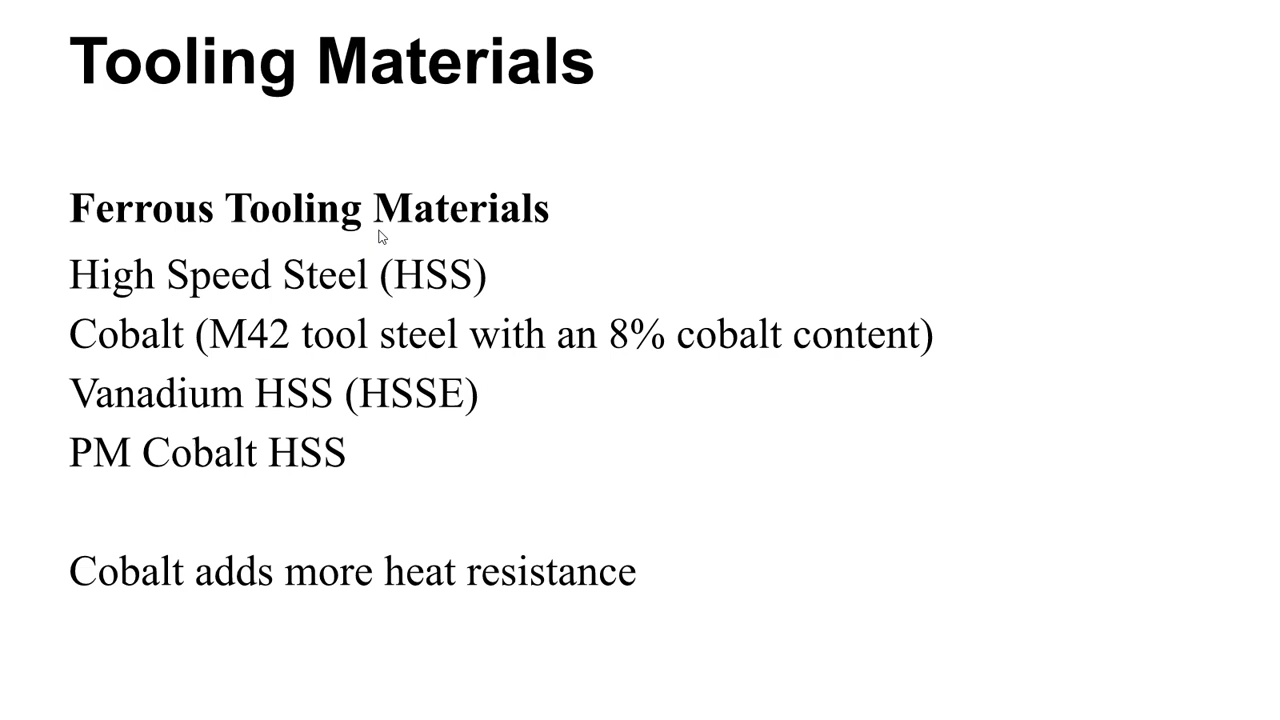 Tooling Materials
Ferrous Tooling Materials
High Speed Steel (HSS)
Cobalt (M42 tool steel with an 8% cobalt content)
Vanadium HSS (HSSE)
PM Cobalt HSS
Cobalt adds more heat resistance